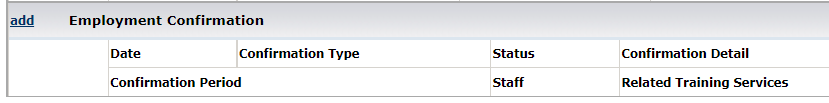 add Employment Confirmation
Date Confirmation Type Status Confirmation Detail
Confirmation Period Staff Related Training Services